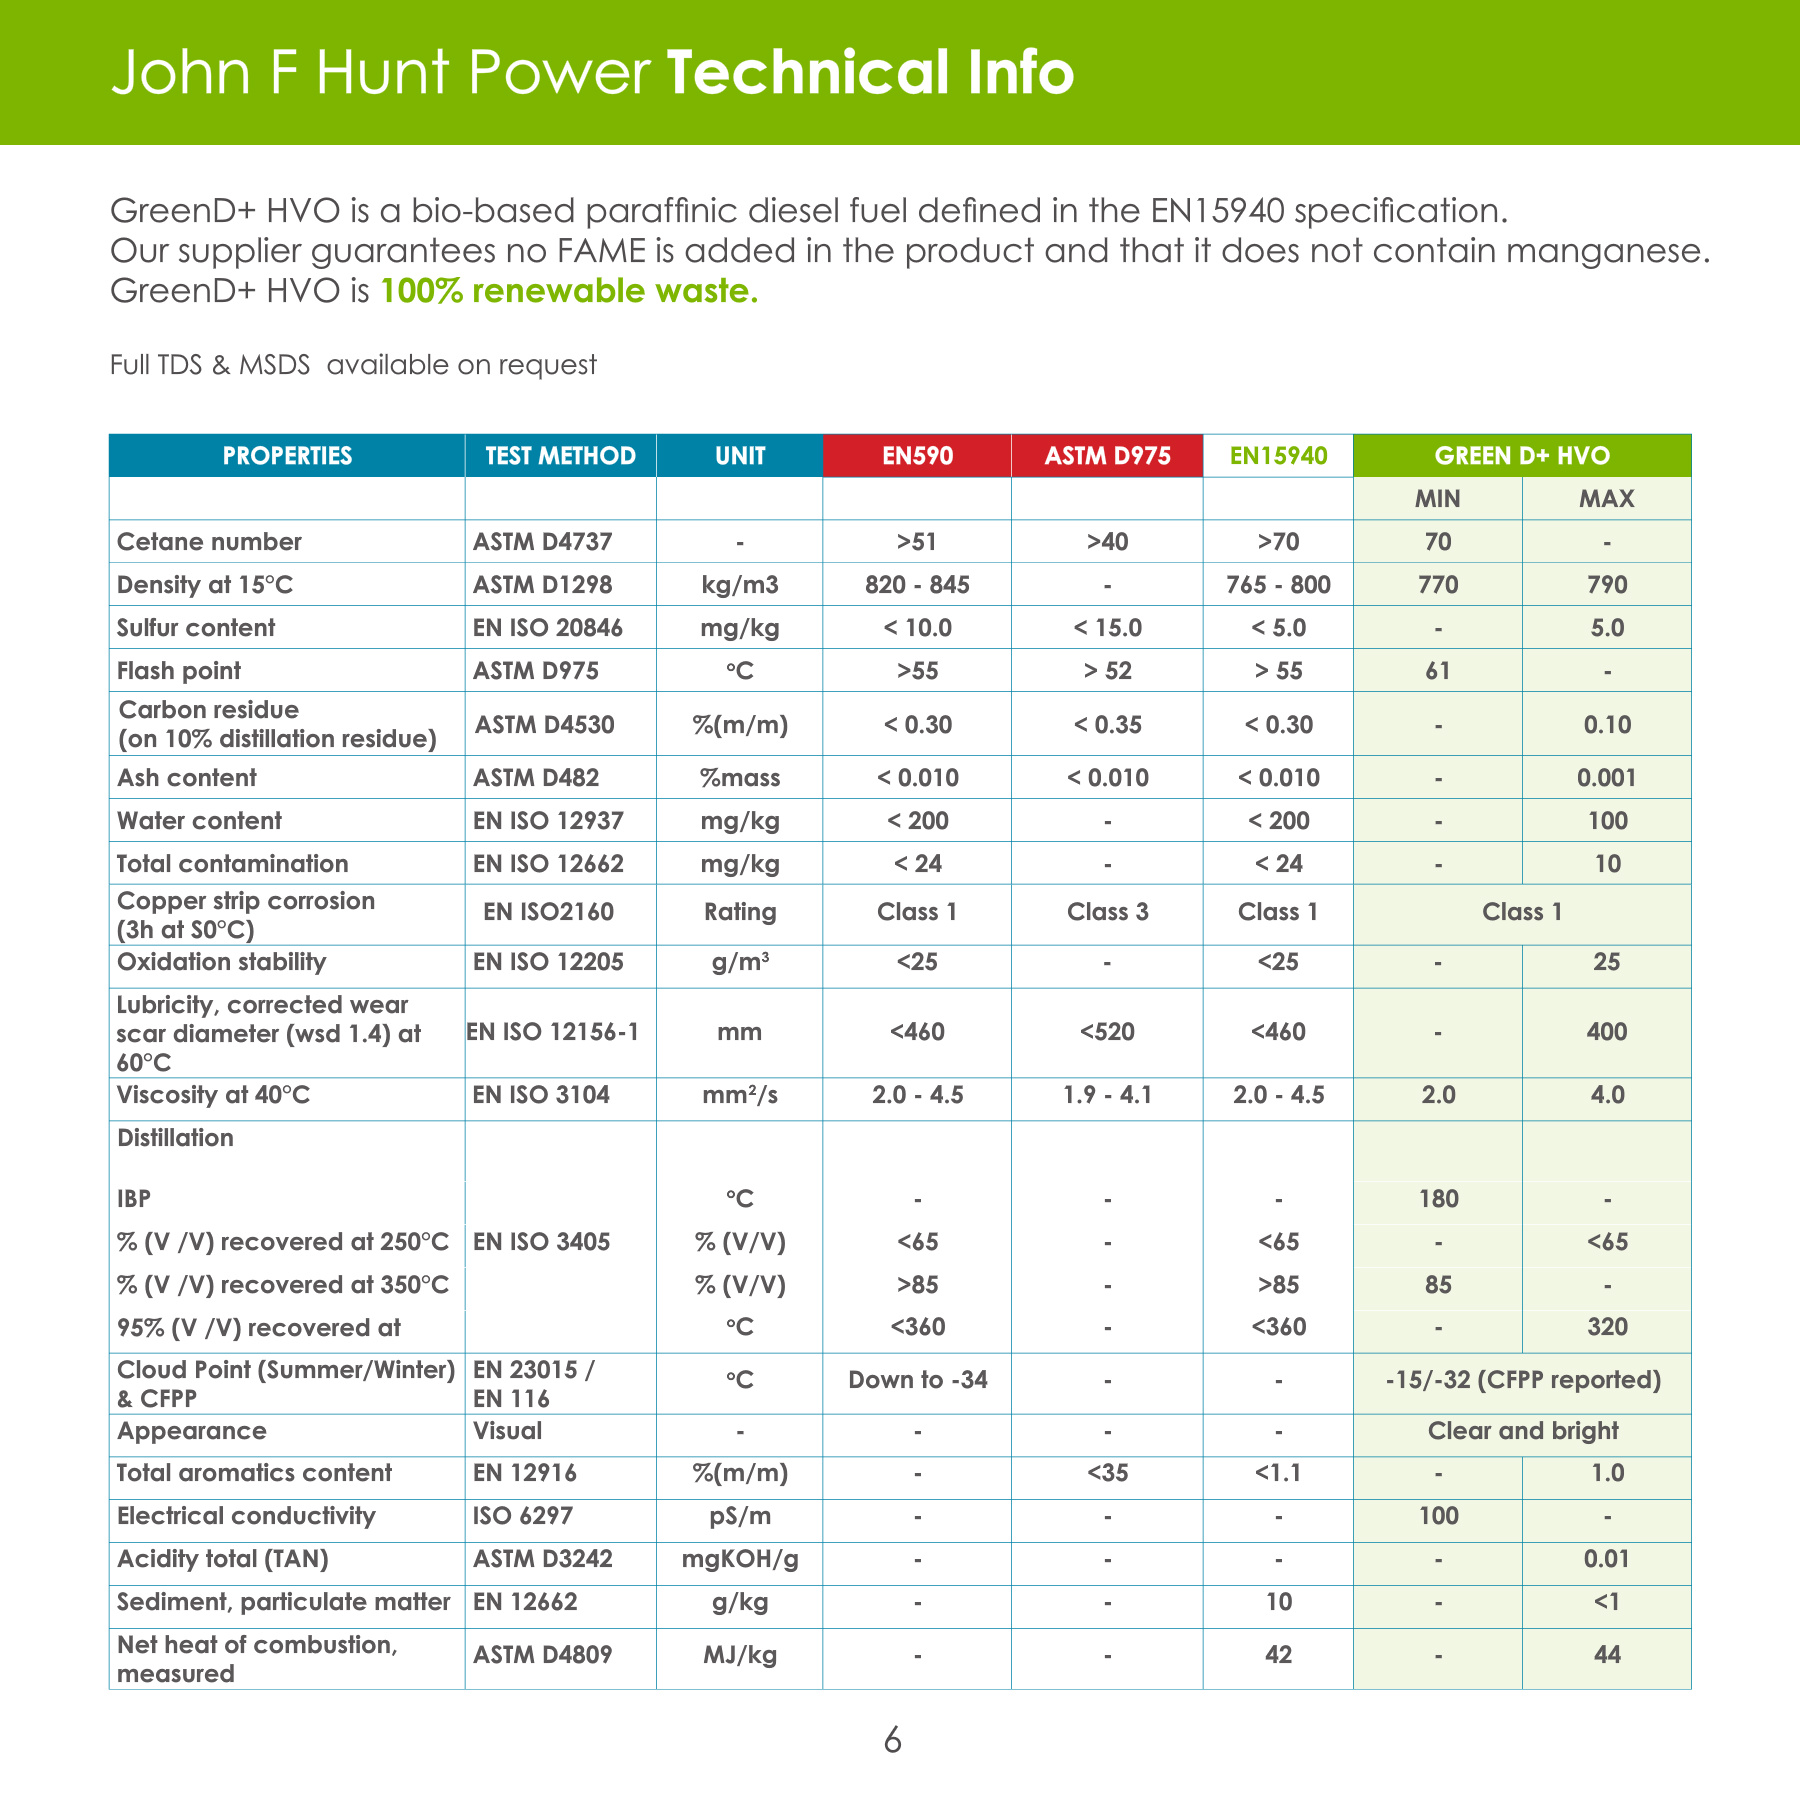 John F Hunt Power Technical Info
GreenD+ HVO is a bio-based paraffinic diesel fuel defined in the EN15940 specification.
Our supplier guarantees no FAME is added in the product and that it does not contain manganese.
GreenD+ HVO is 100% renewable waste.
Full TDS & MSDS  available on request
PROPERTIES TEST METHOD UNIT EN590 ASTM D975 EN15940 GREEN D+ HVO
MIN MAX
Cetane number ASTM D4737 - >51 >40 >70 70 -
Density at 15°C ASTM D1298 kg/m3 820 - 845 - 765 - 800 770 790
Sulfur content EN ISO 20846 mg/kg < 10.0 < 15.0 < 5.0 - 5.0
Flash point ASTM D975 °C >55 > 52 > 55 61 -
Carbon residue
(on 10% distillation residue) ASTM D4530 %(m/m) < 0.30 < 0.35 < 0.30 - 0.10
Ash content ASTM D482 %mass < 0.010 < 0.010 < 0.010 - 0.001
Water content EN ISO 12937 mg/kg < 200 - < 200 - 100
Total contamination EN ISO 12662 mg/kg < 24 - < 24 - 10
Copper strip corrosion
(3h at S0°C) EN ISO2160 Rating Class 1 Class 3 Class 1 Class 1
Oxidation stability EN ISO 12205 g/m³ <25 - <25 - 25
Lubricity, corrected wear
scar diameter (wsd 1.4) at
60°C EN ISO 12156-1 mm <460 <520 <460 - 400
Viscosity at 40°C EN ISO 3104 mm²/s 2.0 - 4.5 1.9 - 4.1 2.0 - 4.5 2.0 4.0
Distillation
IBP °C - - - 180 -
% (V /V) recovered at 250°C EN ISO 3405 % (V/V) <65 - <65 - <65
% (V /V) recovered at 350°C % (V/V) >85 - >85 85 -
95% (V /V) recovered at °C <360 - <360 - 320
Cloud Point (Summer/Winter)
& CFPP EN 23015 /
EN 116 °C Down to -34 - - -15/-32 (CFPP reported)
Appearance Visual - - - - Clear and bright
Total aromatics content EN 12916 %(m/m) - <35 <1.1 - 1.0
Electrical conductivity ISO 6297 pS/m - - - 100 -
Acidity total (TAN) ASTM D3242 mgKOH/g - - - - 0.01
Sediment, particulate matter EN 12662 g/kg - - 10 - <1
Net heat of combustion,
measured ASTM D4809 MJ/kg - - 42 - 44
6